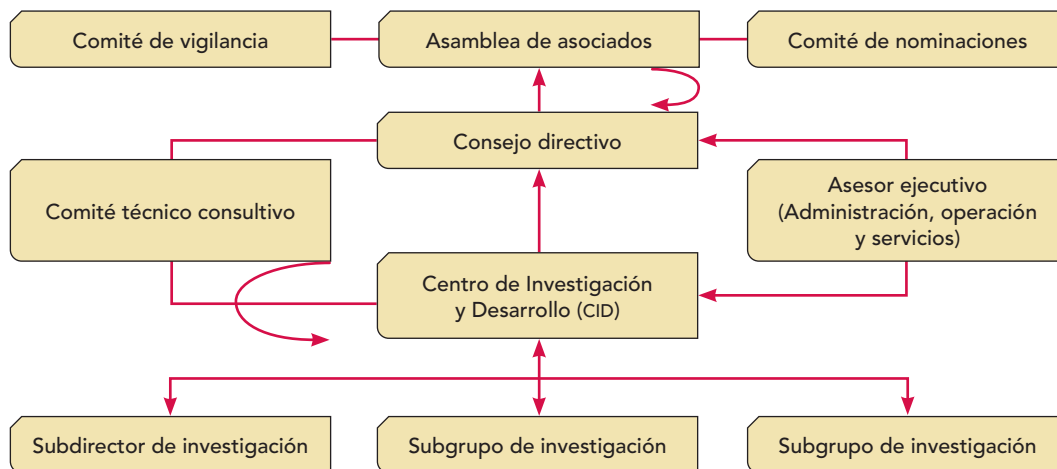 Comité de vigilancia
Asamblea de asociados
Comité de nominaciones
Consejo directivo
Comité técnico consultivo
Asesor ejecutivo
(Administración, operación
y servicios)
Centro de Investigación
y Desarrollo (CID)
Subdirector de investigación
Subgrupo de investigación
Subgrupo de investigación